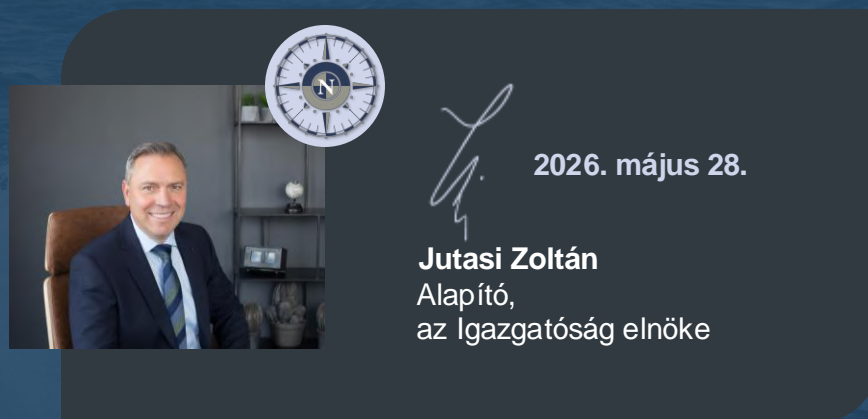 N
2026. május 28.
Jutasi Zoltán
Alapító,
az Igazgatóság elnöke